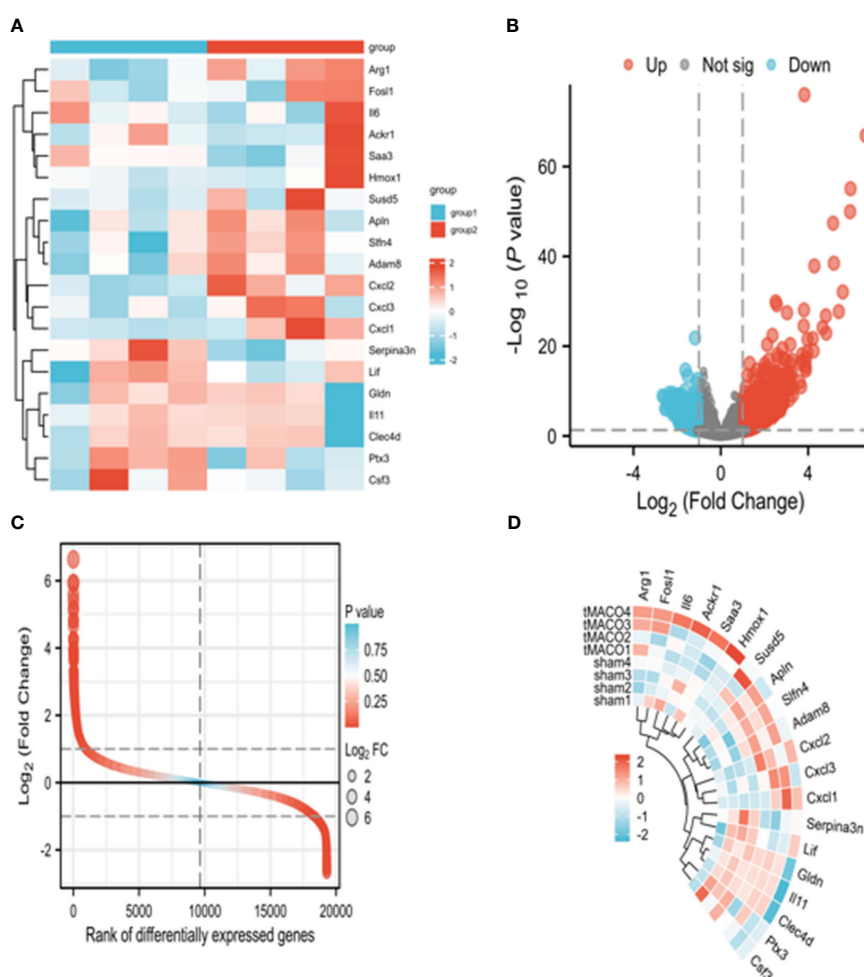 A
group
Arg1
Fosl1
Il6
Ackr1
Saa3
Hmox1
Susd5
Apln
Slfn4
Adam8
Cxcl2
Cxcl3
Cxcl1
Serpina3n
Lif
Gldn
Il11
Clec4d
Ptx3
Csf3
group
group1
group2
2
1
0
-1
-2
B
Up Not sig Down
-Log 10 (P value)
60
40
20
0
-4 0 4
Log2 (Fold Change)
C
Log2 (Fold Change)
6
4
2
0
-2
0 5000 10000 15000 20000
Rank of differentially expressed genes
P value
0.75
0.50
0.25
Log2 FC
2
4
6
D
tMACO4
tMACO3
tMACO2
tMACO1
sham4
sham3
sham2
sham1
Arg1
Fosl1
Il6
Ackr1
Saa3
Hmox1
Susd5
Apln
Slfn4
Adam8
Cxcl2
Cxcl3
Cxcl1
Serpina3n
Lif
Gldn
Il11
Clec4d
Ptx3
Csf3
2
1
0
-1
-2